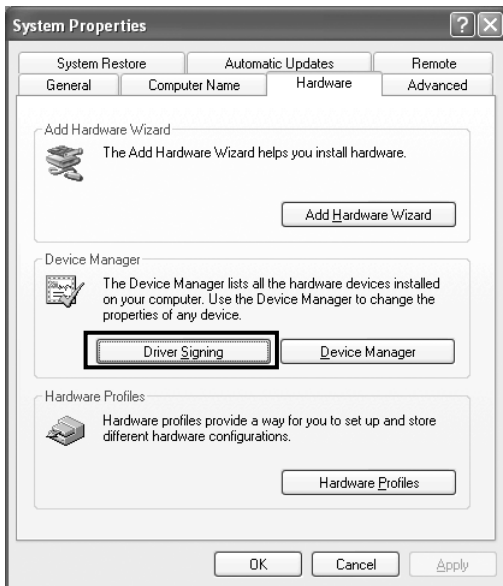 System Properties
System Restore Automatic Updates Remote
General Computer Name Hardware Advanced
Add Hardware Wizard
The Add Hardware Wizard helps you install hardware.
Add Hardware Wizard
Device Manager
The Device Manager lists all the hardware devices installed
on your computer. Use the Device Manager to change the
properties of any device.
Driver Signing Device Manager
Hardware Profiles
Hardware profiles provide a way for you to set up and store
different hardware configurations.
Hardware Profiles
OK Cancel Apply